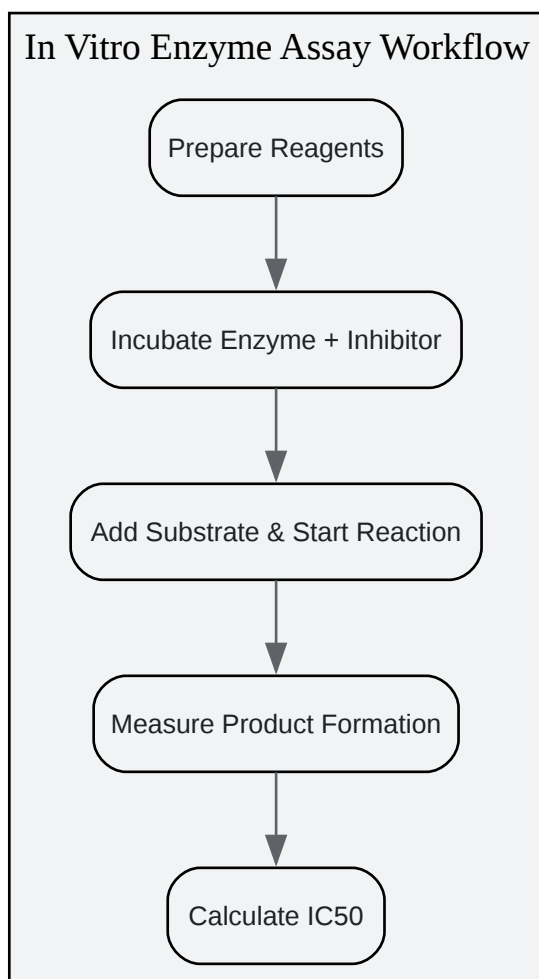 In Vitro Enzyme Assay Workflow
Prepare Reagents
Incubate Enzyme + Inhibitor
Add Substrate & Start Reaction
Measure Product Formation
Calculate IC50